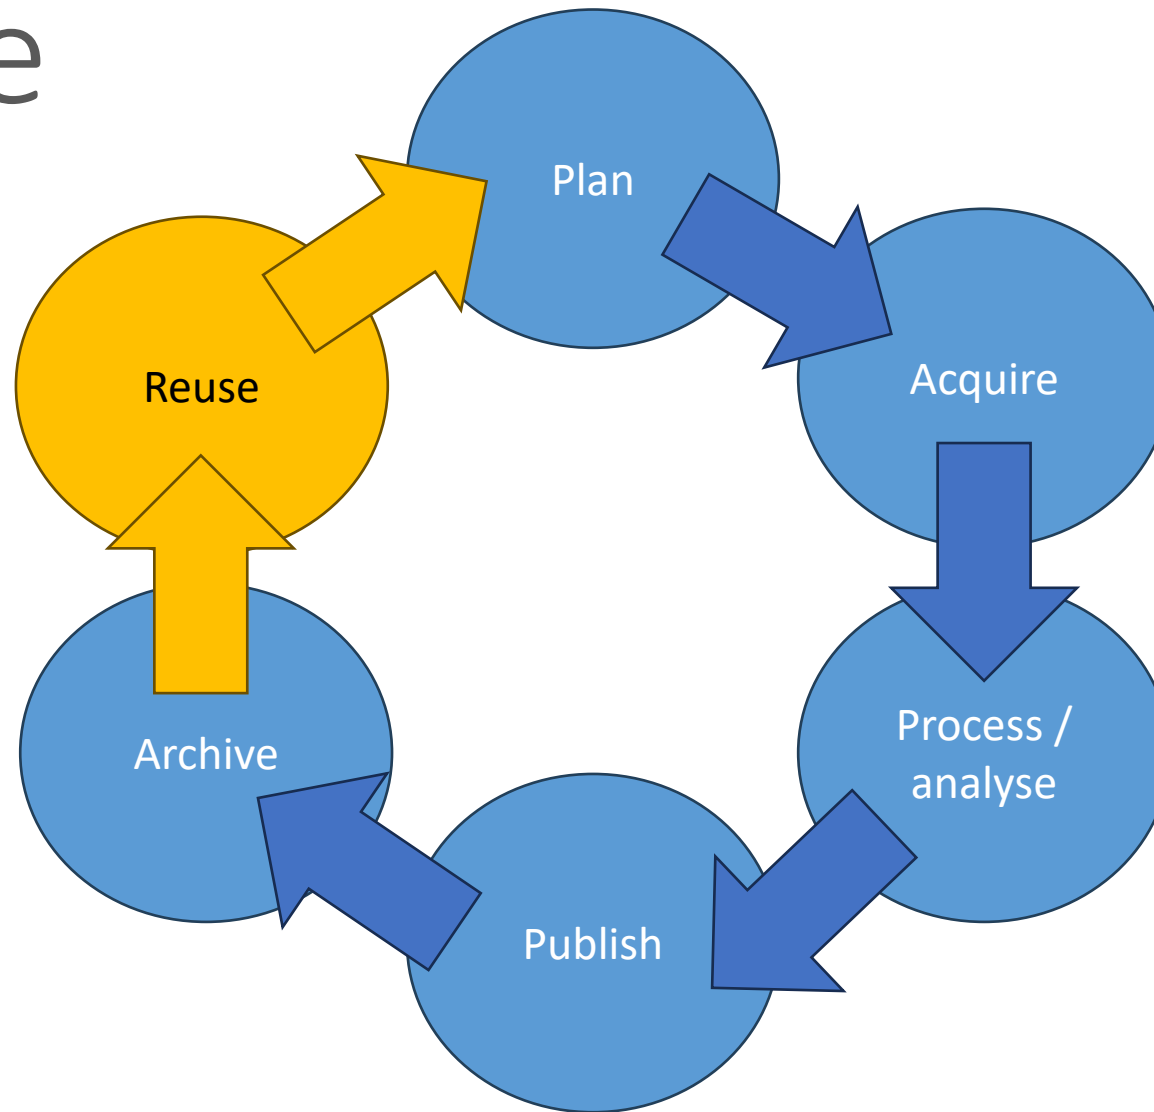 e
Plan
Acquire
Process /
analyse
Publish
Archive
Reuse